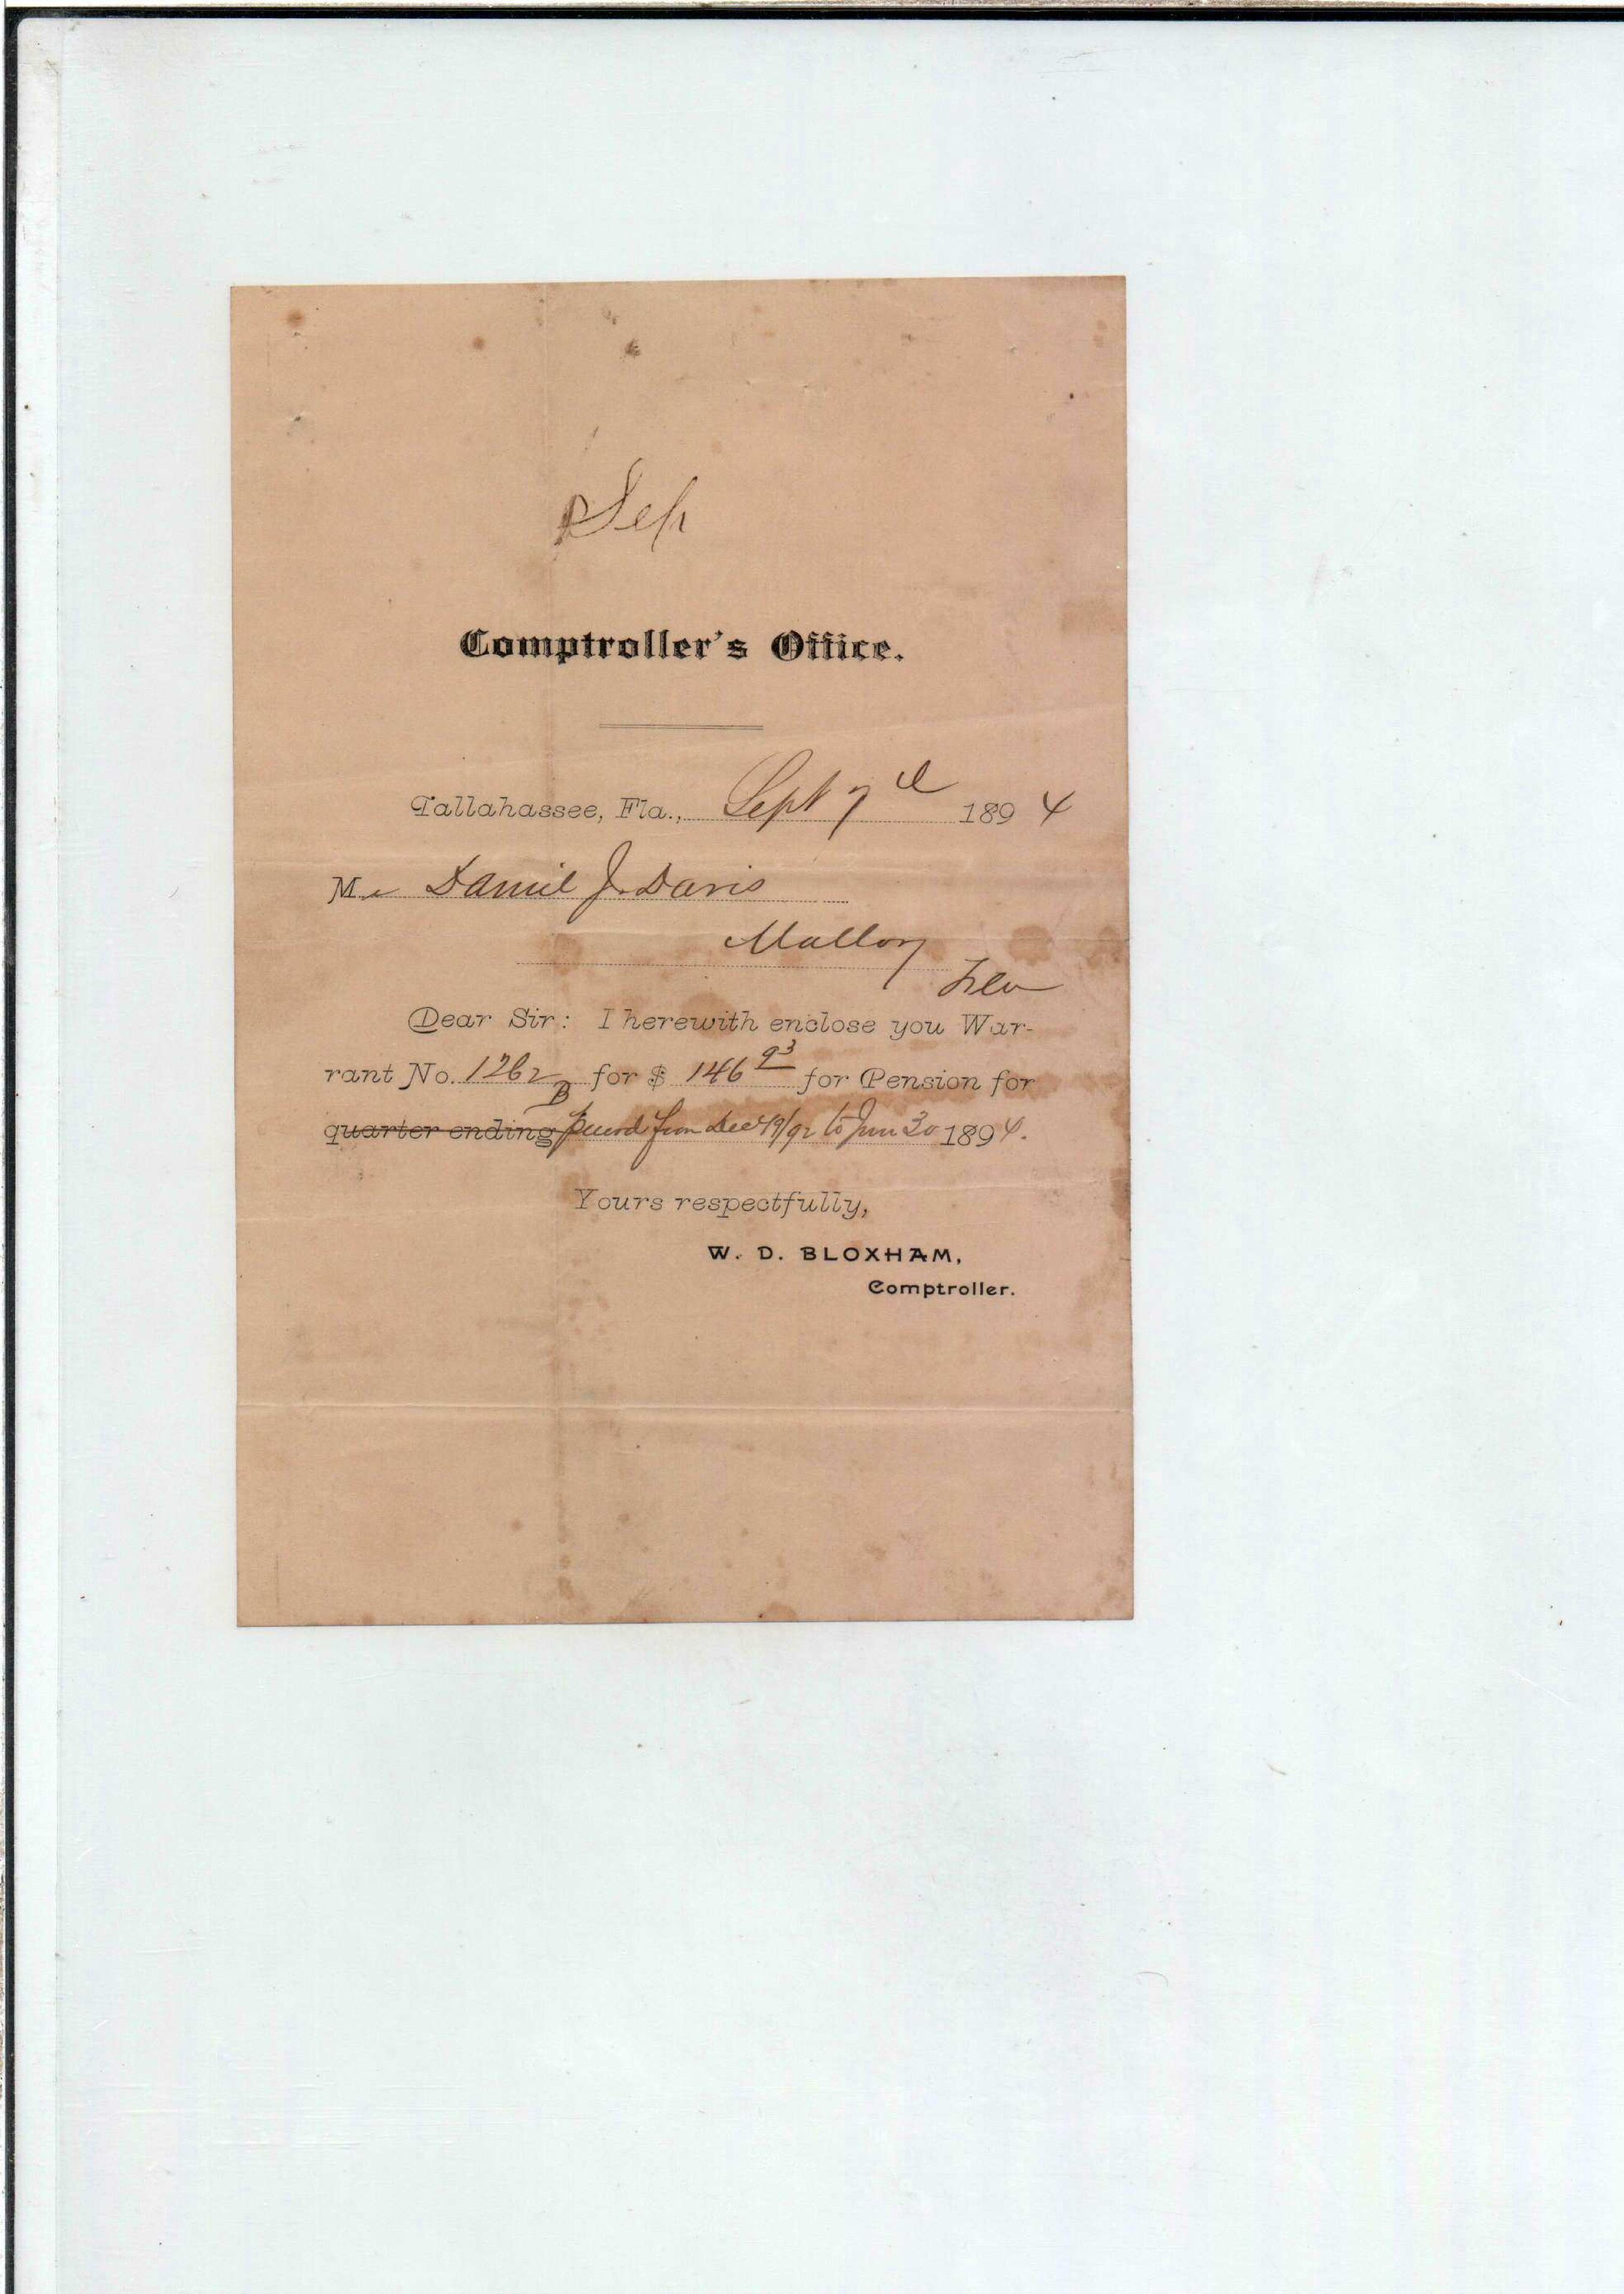 Sep
Comptroller's Office.
Tallahassee, Fla., Sept 7 d 1894
Mr Daniel J. Davis
Mallory
Fla
Dear Sir: I herewith enclose you War-
rant No. 1262 B for $ 146 93 for Pension for
quarter ending period from Dec 19/92 to Jun 30 1894.
Yours respectfully,
W. D. BLOXHAM,
Comptroller.